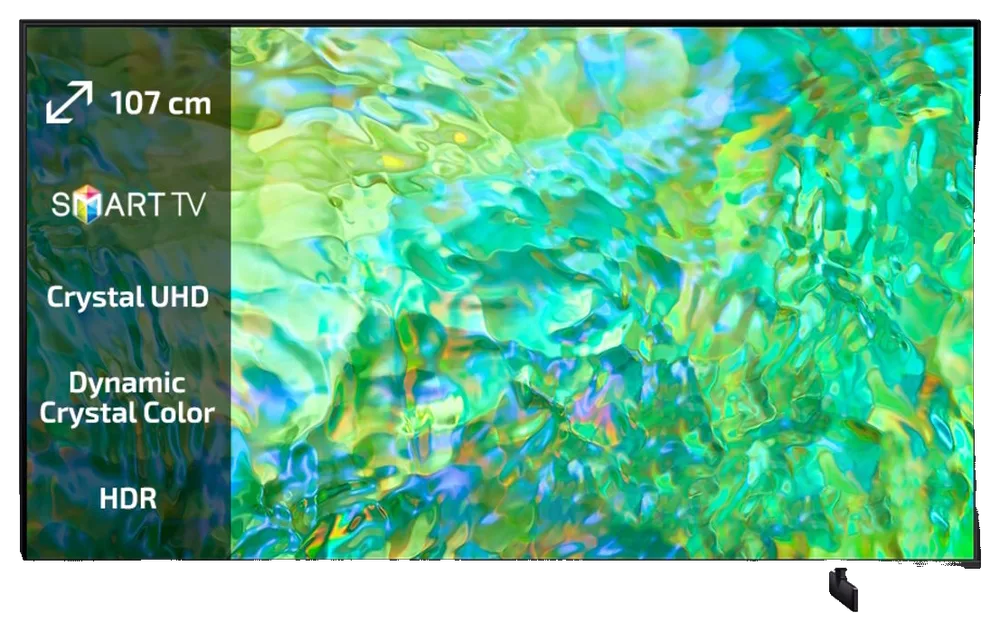 107 cm
SMART TV
Crystal UHD
Dynamic
Crystal Color
HDR